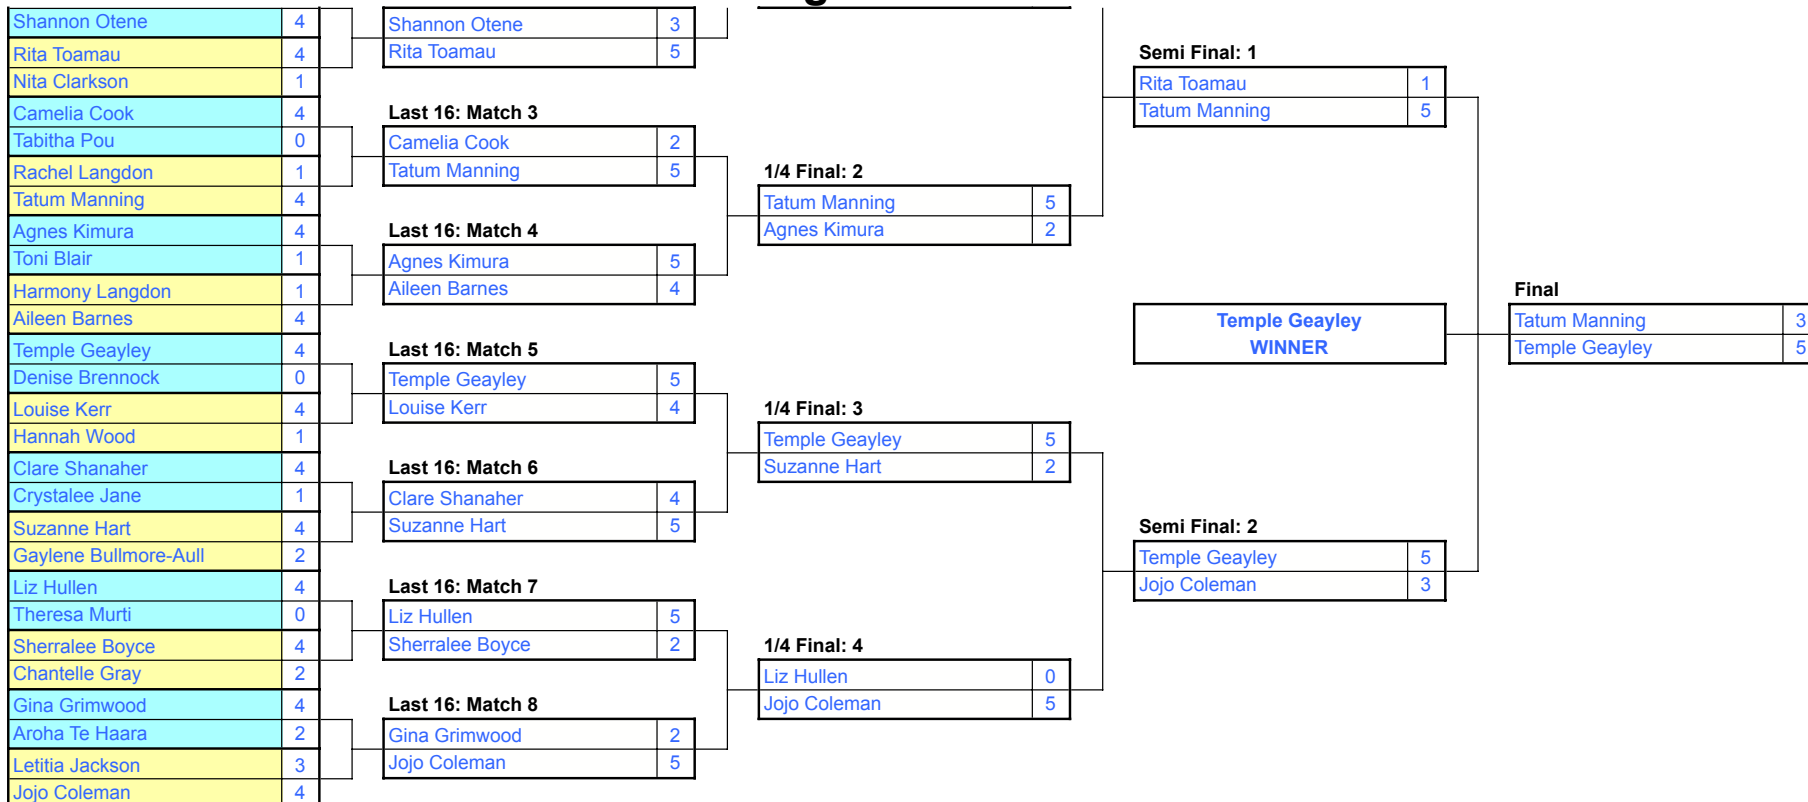 Shannon Otene 4
Rita Toamau 4
Nita Clarkson 1
Camelia Cook 4
Tabitha Pou 0
Rachel Langdon 1
Tatum Manning 4
Agnes Kimura 4
Toni Blair 1
Harmony Langdon 1
Aileen Barnes 4
Temple Geayley 4
Denise Brennock 0
Louise Kerr 4
Hannah Wood 1
Clare Shanaher 4
Crystalee Jane 1
Suzanne Hart 4
Gaylene Bullmore-Aull 2
Liz Hullen 4
Theresa Murti 0
Sherralee Boyce 4
Chantelle Gray 2
Gina Grimwood 4
Aroha Te Haara 2
Letitia Jackson 3
Jojo Coleman 4
Shannon Otene 3
Rita Toamau 5
Last 16: Match 3
Camelia Cook 2
Tatum Manning 5
Last 16: Match 4
Agnes Kimura 5
Aileen Barnes 4
Last 16: Match 5
Temple Geayley 5
Louise Kerr 4
Last 16: Match 6
Clare Shanaher 4
Suzanne Hart 5
Last 16: Match 7
Liz Hullen 5
Sherralee Boyce 2
Last 16: Match 8
Gina Grimwood 2
Jojo Coleman 5
1/4 Final: 2
Tatum Manning 5
Agnes Kimura 2
1/4 Final: 3
Temple Geayley 5
Suzanne Hart 2
1/4 Final: 4
Liz Hullen 0
Jojo Coleman 5
Semi Final: 1
Rita Toamau 1
Tatum Manning 5
Temple Geayley
WINNER
Semi Final: 2
Temple Geayley 5
Jojo Coleman 3
Final
Tatum Manning 3
Temple Geayley 5